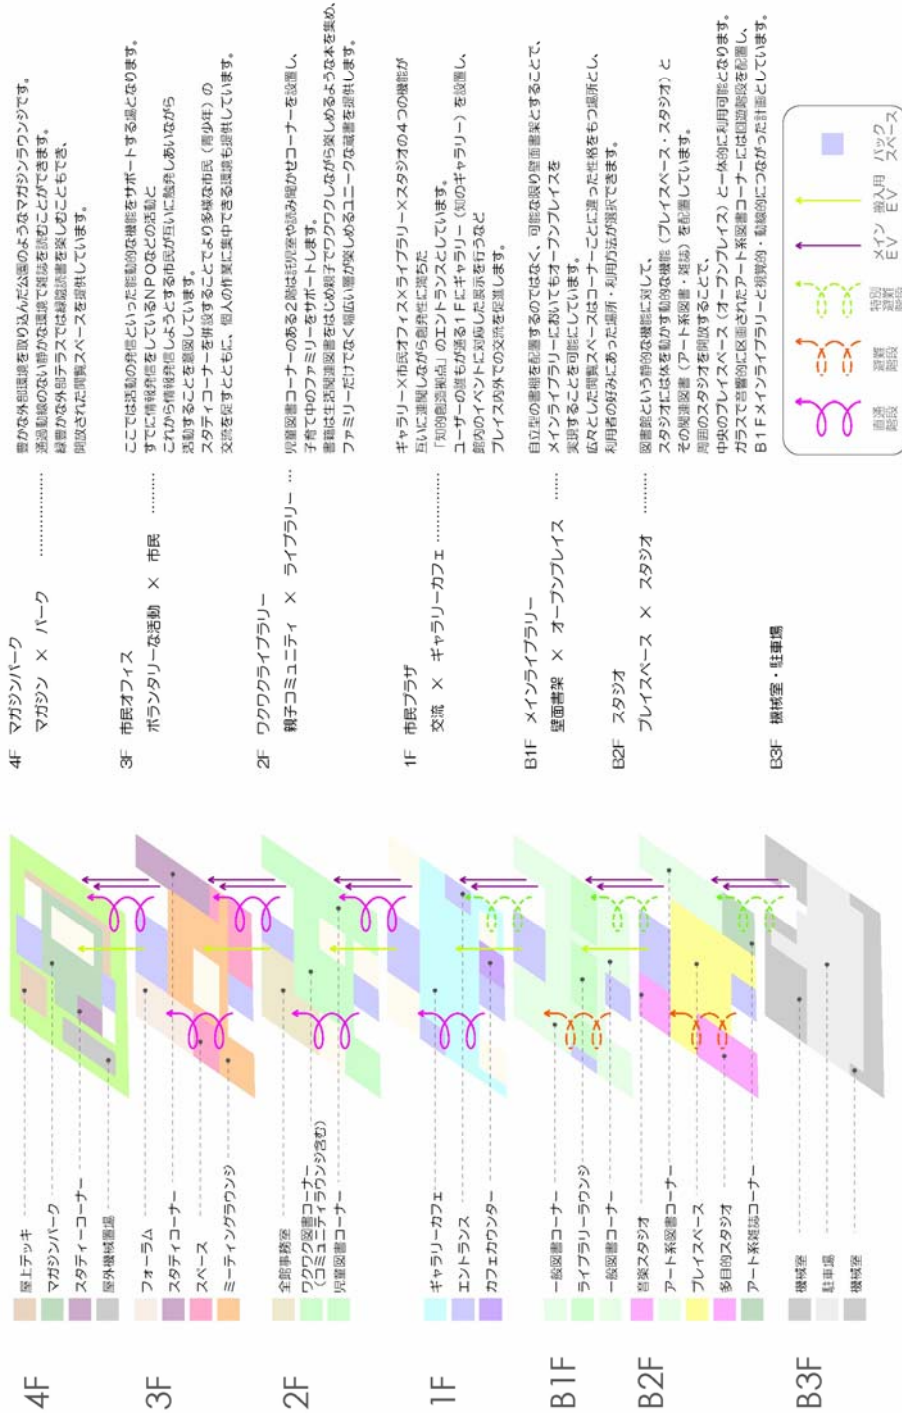 4F
屋上デッキ
マガジンパーク
スタディーコーナー
屋外機械置場
4F マガジンパーク
マガジン × パーク ……………
豊かな外部環境を取り込んだ公園のようなマガジンラウンジです。
通過動線のない静かな環境で雑誌を読むことができます。
緑豊かな外部テラスでは緑陰読書を楽しむこともでき、
開放された閲覧スペースを提供しています。
3F
フォーラム
スタディコーナー
スペース
ミーティングラウンジ
3F 市民オフィス
ボランタリーな活動 × 市民 ………
ここでは活動の発信といった能動的な機能をサポートする場となります。
すでに情報発信をしているNPOなどの活動と
これから情報発信しようとする市民が互いに触発しあいながら
活動することを意図しています。
スタディコーナーを併設することでより多様な市民（青少年）の
交流を促すとともに、個人の作業に集中できる環境も提供しています。
2F
全館事務室
ワクワク図書コーナー
（コミュニティラウンジ含む）
児童図書コーナー
2F ワクワクライブラリー
親子コミュニティ × ライブラリー …
児童図書コーナーのある2階は託児室や読み聞かせコーナーを設置し、
子育て中のファミリーをサポートします。
書籍は生活関連図書をはじめ親子でワクワクしながら楽しめるような本を集め、
ファミリーだけでなく幅広い層が楽しめるユニークな蔵書を提供します。
1F
ギャラリーカフェ
エントランス
カフェカウンター
1F 市民プラザ
交流 × ギャラリーカフェ ……………
ギャラリー×市民オフィス×ライブラリー×スタジオの4つの機能が
互いに連関しながら創発性に満ちた
「知的創造拠点」のエントランスとしています。
ユーザーの誰もが通る1Fにギャラリー（知のギャラリー）を設置し、
館内のイベントに対応した展示を行うなど
プレイス内外での交流を促進します。
B1F
一般図書コーナー
ライブラリーラウンジ
一般図書コーナー
B1F メインライブラリー
壁面書架 × オープンプレイス ……
自立型の書棚を配置するのではなく、可能な限り壁面書架とすることで、
メインライブラリーにおいてもオープンプレイスを
実現することを可能にしています。
広々とした閲覧スペースはコーナーごとに違った性格をもつ場所とし、
利用者の好みにあった場所・利用方法が選択できます。
B2F
音楽スタジオ
アート系図書コーナー
プレイスペース
多目的スタジオ
アート系雑誌コーナー
B2F スタジオ
プレイスペース × スタジオ ………
図書館という静的な機能に対して、
スタジオには体を動かす動的な機能（プレイスペース・スタジオ）と
その関連図書（アート系図書・雑誌）を配置しています。
周囲のスタジオを開放することで、
中央のプレイスペース（オープンプレイス）と一体的に利用可能となります。
ガラスで音響的に区画されたアート系図書コーナーには回遊階段を配置し、
B1Fメインライブラリーと視覚的・動線的につながった計画としています。
B3F
機械室
駐車場
機械室
B3F 機械室・駐車場
直通
階段
避難
階段
特別
避難
階段
メイン
EV
搬入用
EV
バック
スペース